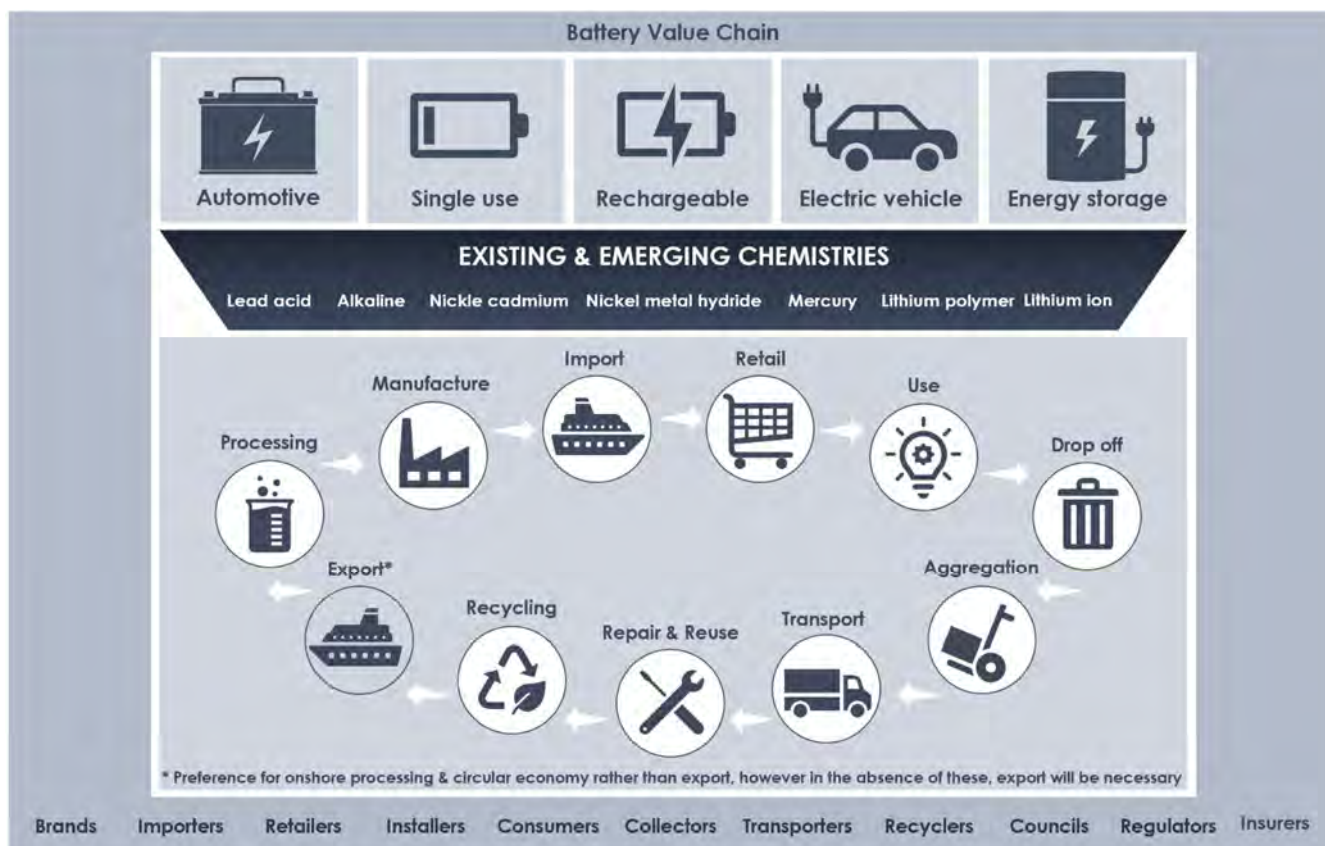 Battery Value Chain
Automotive
Single use
Rechargeable
Electric vehicle
Energy storage
EXISTING & EMERGING CHEMISTRIES
Lead acid Alkaline Nickle cadmium Nickel metal hydride Mercury Lithium polymer Lithium ion
Processing
Manufacture
Import
Retail
Use
Drop off
Aggregation
Transport
Repair & Reuse
Recycling
Export*
* Preference for onshore processing & circular economy rather than export, however in the absence of these, export will be necessary
Brands Importers Retailers Installers Consumers Collectors Transporters Recyclers Councils Regulators Insurers